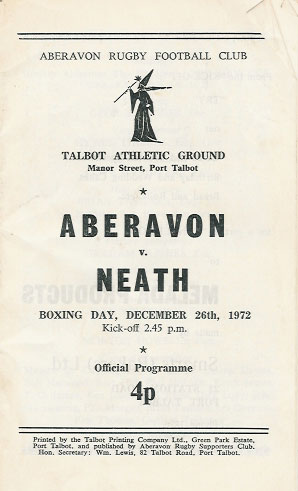 ABERAVON RUGBY FOOTBALL CLUB
TALBOT ATHLETIC GROUND
Manor Street, Port Talbot
★
ABERAVON
v.
NEATH
BOXING DAY, DECEMBER 26th, 1972
Kick-off 2.45 p.m.
★
Official Programme
4p
Printed by the Talbot Printing Company Ltd., Green Park Estate,
Port Talbot, and published by Aberavon Rugby Supporters Club.
Hon. Secretary: Wm. Lewis, 82 Talbot Road, Port Talbot.